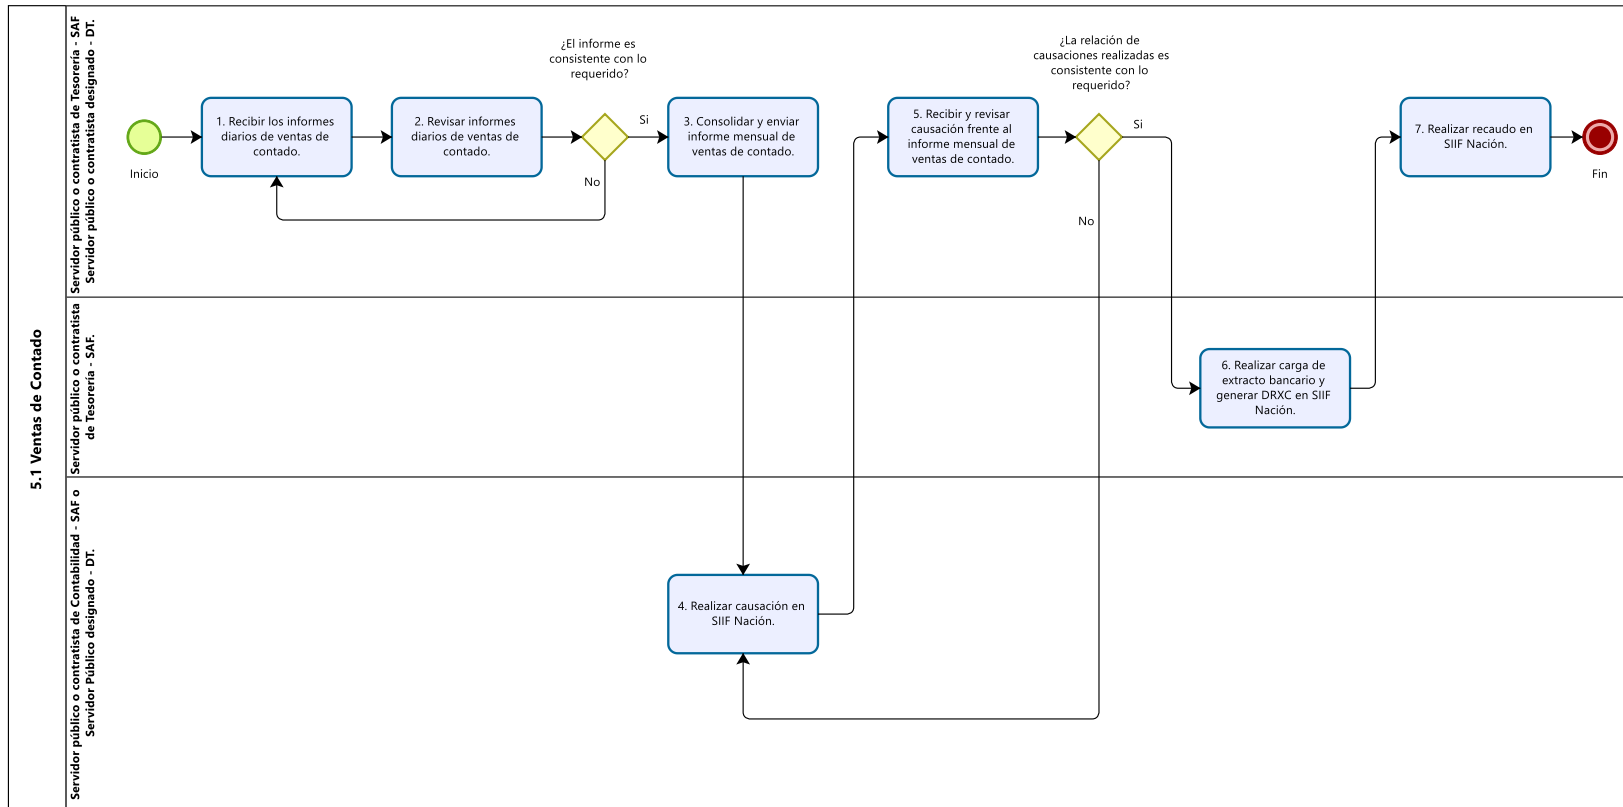 5.1 Ventas de Contado
Servidor público o contratista de Tesorería - SAF
Servidor público o contratista designado - DT.
¿El informe es
consistente con lo
requerido?
¿La relación de
causaciones realizadas es
consistente con lo
requerido?
Inicio
1. Recibir los informes
diarios de ventas de
contado.
2. Revisar informes
diarios de ventas de
contado.
Si
No
3. Consolidar y enviar
informe mensual de
ventas de contado.
5. Recibir y revisar
causación frente al
informe mensual de
ventas de contado.
Si
No
7. Realizar recaudo en
SIIF Nación.
Fin
Servidor público o contratista
de Tesorería - SAF.
6. Realizar carga de
extracto bancario y
generar DRXC en SIIF
Nación.
Servidor público o contratista de Contabilidad - SAF o
Servidor Público designado - DT.
4. Realizar causación en
SIIF Nación.